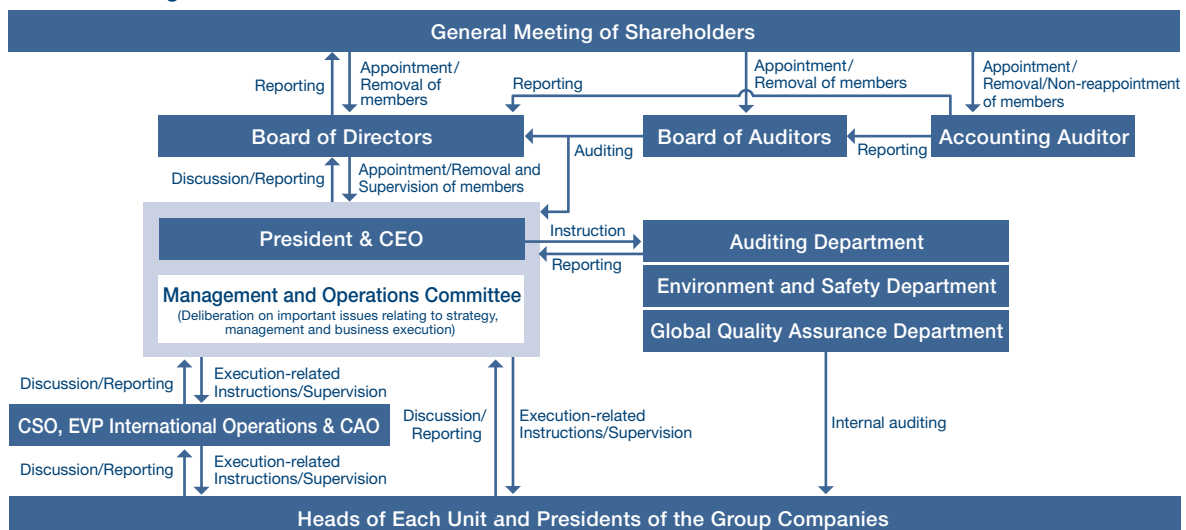 General Meeting of Shareholders
Reporting
Appointment/
Removal of
members
Reporting
Appointment/
Removal of members
Appointment/
Removal/Non-reappointment
of members
Board of Directors
Auditing
Board of Auditors
Reporting
Accounting Auditor
Discussion/Reporting
Appointment/Removal and
Supervision of members
President & CEO
Instruction
Reporting
Auditing Department
Environment and Safety Department
Global Quality Assurance Department
Management and Operations Committee
(Deliberation on important issues relating to strategy,
management and business execution)
Discussion/Reporting
Execution-related
Instructions/Supervision
CSO, EVP International Operations & CAO
Discussion/
Reporting
Execution-related
Instructions/Supervision
Internal auditing
Discussion/Reporting
Execution-related
Instructions/Supervision
Heads of Each Unit and Presidents of the Group Companies